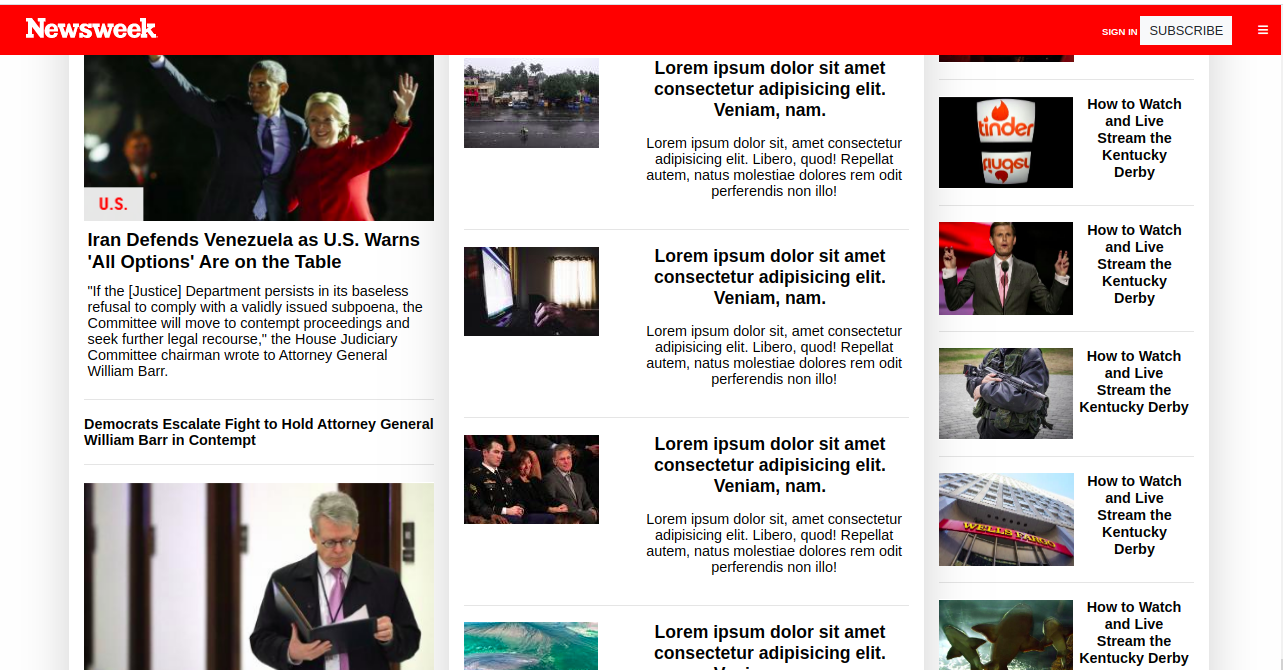 Newsweek
SIGN IN
SUBSCRIBE
U.S.
Iran Defends Venezuela as U.S. Warns
'All Options' Are on the Table
"If the [Justice] Department persists in its baseless
refusal to comply with a validly issued subpoena, the
Committee will move to contempt proceedings and
seek further legal recourse," the House Judiciary
Committee chairman wrote to Attorney General
William Barr.
Democrats Escalate Fight to Hold Attorney General
William Barr in Contempt
Lorem ipsum dolor sit amet
consectetur adipisicing elit.
Veniam, nam.
Lorem ipsum dolor sit, amet consectetur
adipisicing elit. Libero, quod! Repellat
autem, natus molestiae dolores rem odit
perferendis non illo!
Lorem ipsum dolor sit amet
consectetur adipisicing elit.
Veniam, nam.
Lorem ipsum dolor sit, amet consectetur
adipisicing elit. Libero, quod! Repellat
autem, natus molestiae dolores rem odit
perferendis non illo!
Lorem ipsum dolor sit amet
consectetur adipisicing elit.
Veniam, nam.
Lorem ipsum dolor sit, amet consectetur
adipisicing elit. Libero, quod! Repellat
autem, natus molestiae dolores rem odit
perferendis non illo!
Lorem ipsum dolor sit amet
consectetur adipisicing elit.
tinder
tinder
How to Watch
and Live
Stream the
Kentucky
Derby
How to Watch
and Live
Stream the
Kentucky
Derby
How to Watch
and Live
Stream the
Kentucky Derby
WELLS FARGO
How to Watch
and Live
Stream the
Kentucky
Derby
How to Watch
and Live
Stream the
Kentucky Derby